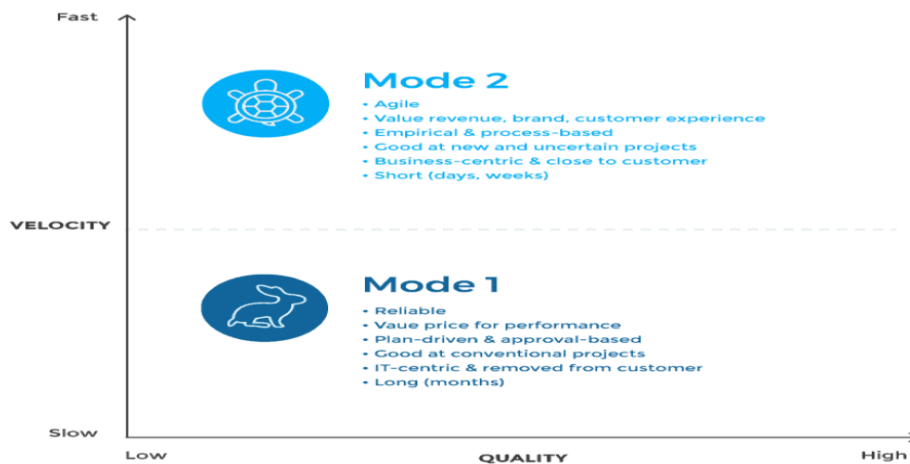 Fast
Mode 2
• Agile
• Value revenue, brand, customer experience
• Empirical & process-based
• Good at new and uncertain projects
• Business-centric & close to customer
• Short (days, weeks)
VELOCITY
Mode 1
• Reliable
• Vaue price for performance
• Plan-driven & approval-based
• Good at conventional projects
• IT-centric & removed from customer
• Long (months)
Slow
Low
QUALITY
High